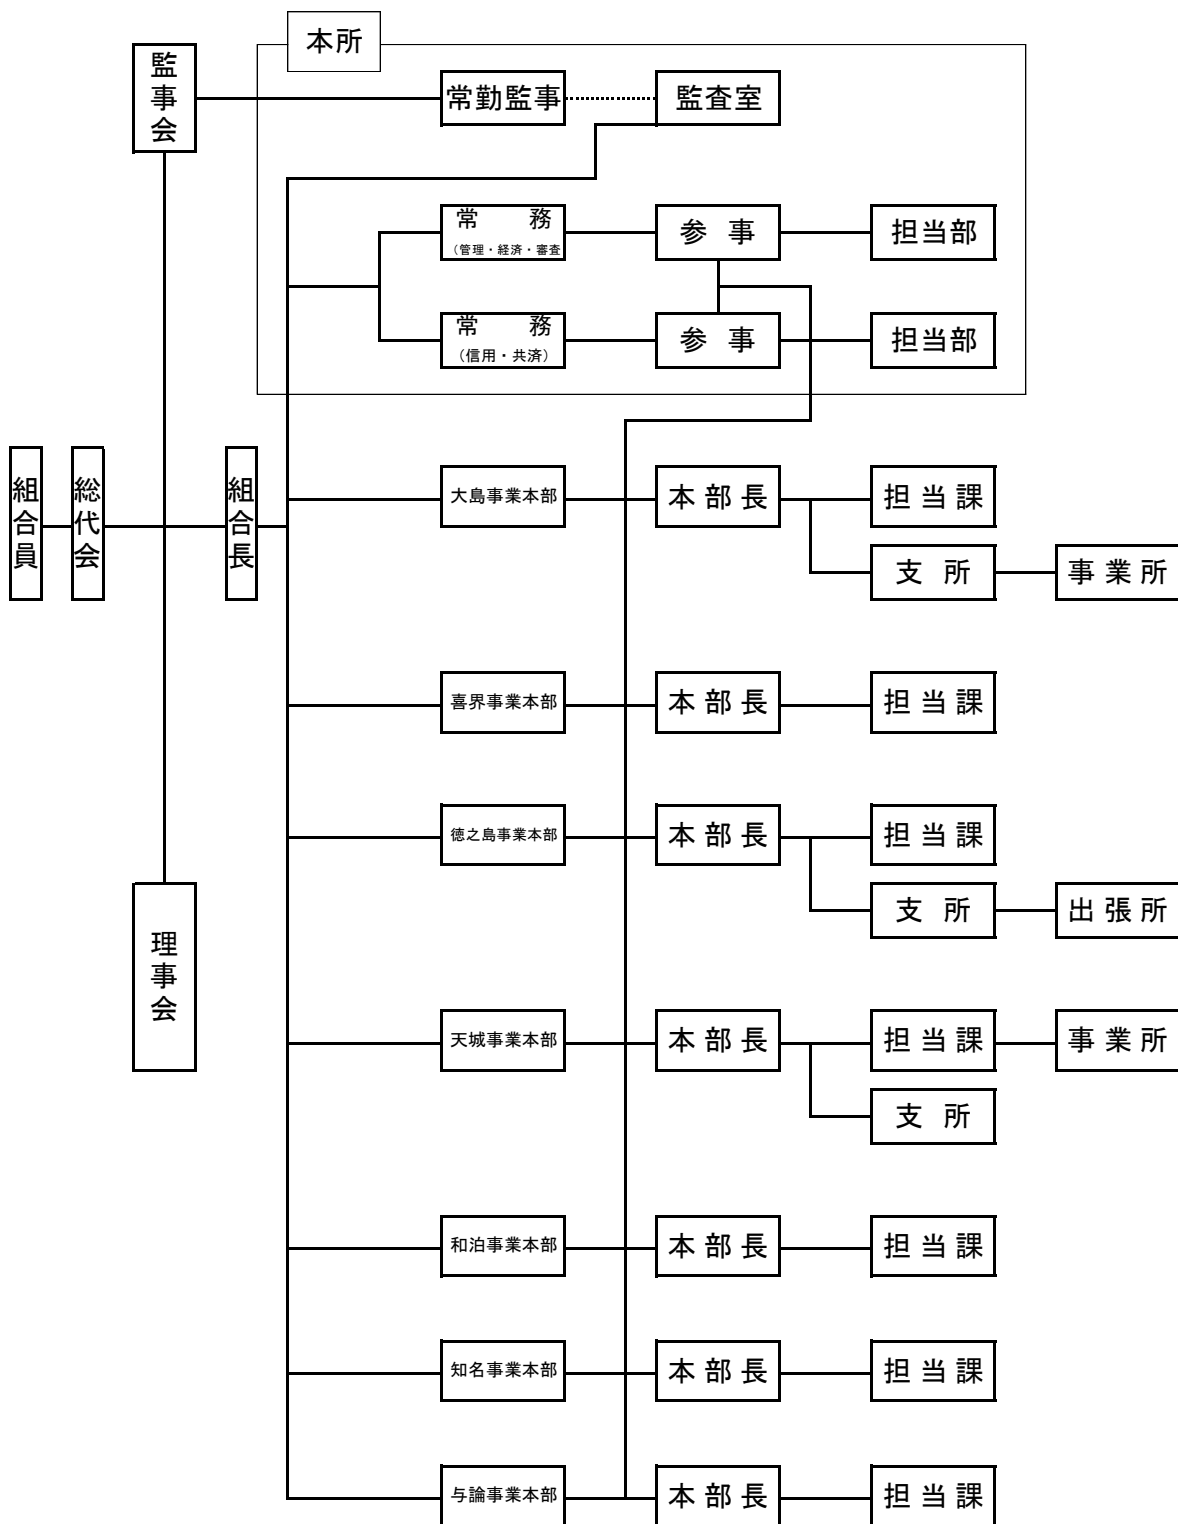 本所
監事会
常勤監事
監査室
常 務
(管理・経済・審査
参 事
担当部
常 務
(信用・共済)
参 事
担当部
組合員
総代会
組合長
大島事業本部
本 部 長
担 当 課
支 所
事 業 所
喜界事業本部
本 部 長
担 当 課
徳之島事業本部
本 部 長
担 当 課
支 所
出 張 所
理事会
天城事業本部
本 部 長
担 当 課
事 業 所
支 所
和泊事業本部
本 部 長
担 当 課
知名事業本部
本 部 長
担 当 課
与論事業本部
本 部 長
担 当 課